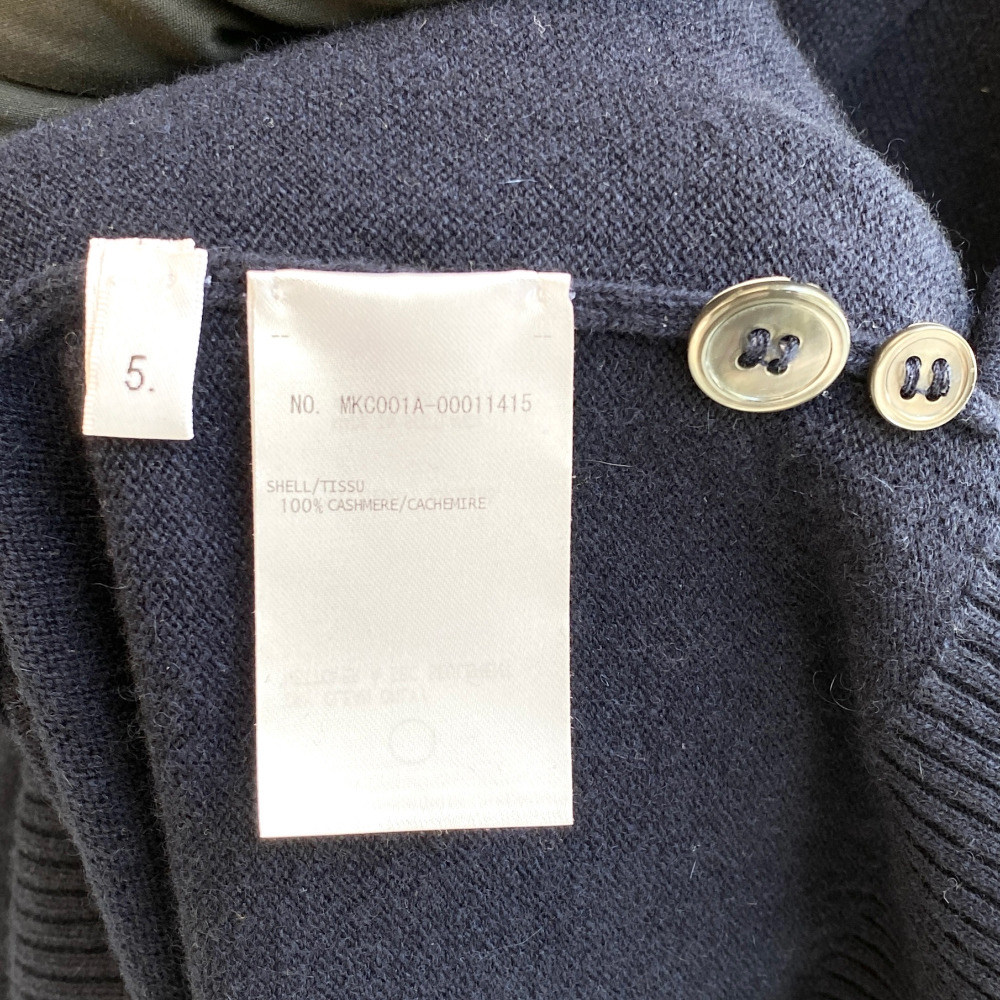 5.
NO. MKC001A-00011415
SHELL/TISSU
100% CASHMERE/CACHEMIRE